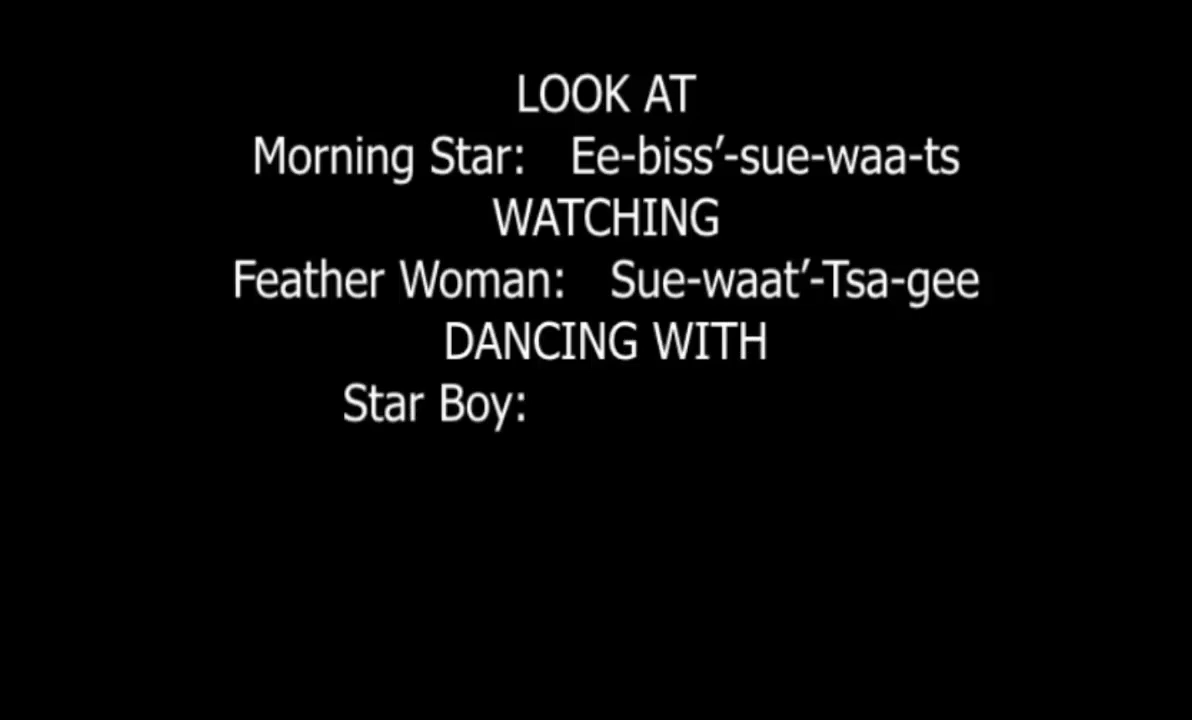 LOOK AT
Morning Star: Ee-biss’-sue-waa-ts
WATCHING
Feather Woman: Sue-waat’-Tsa-gee
DANCING WITH
Star Boy: